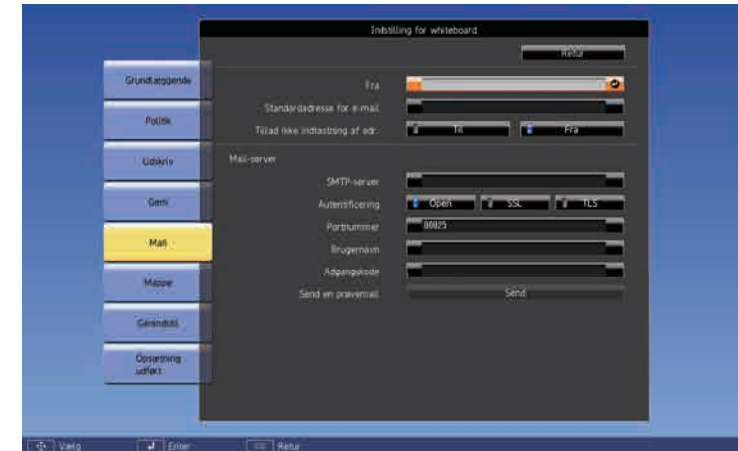 Indstilling for whiteboard
Retur
Grundlæggende
Politik
Udskriv
Gem
Mail
Mappe
Genindstil.
Opsætning
udført
Fra
Standardadresse for e-mail
Tillad ikke indtastning af adr.
Til
Fra
Mail-server
SMTP-server
Autentificering
Open
SSL
TLS
Portnummer
00025
Brugernavn
Adgangskode
Send en prøvemail
Send
Vælg
Enter
Retur